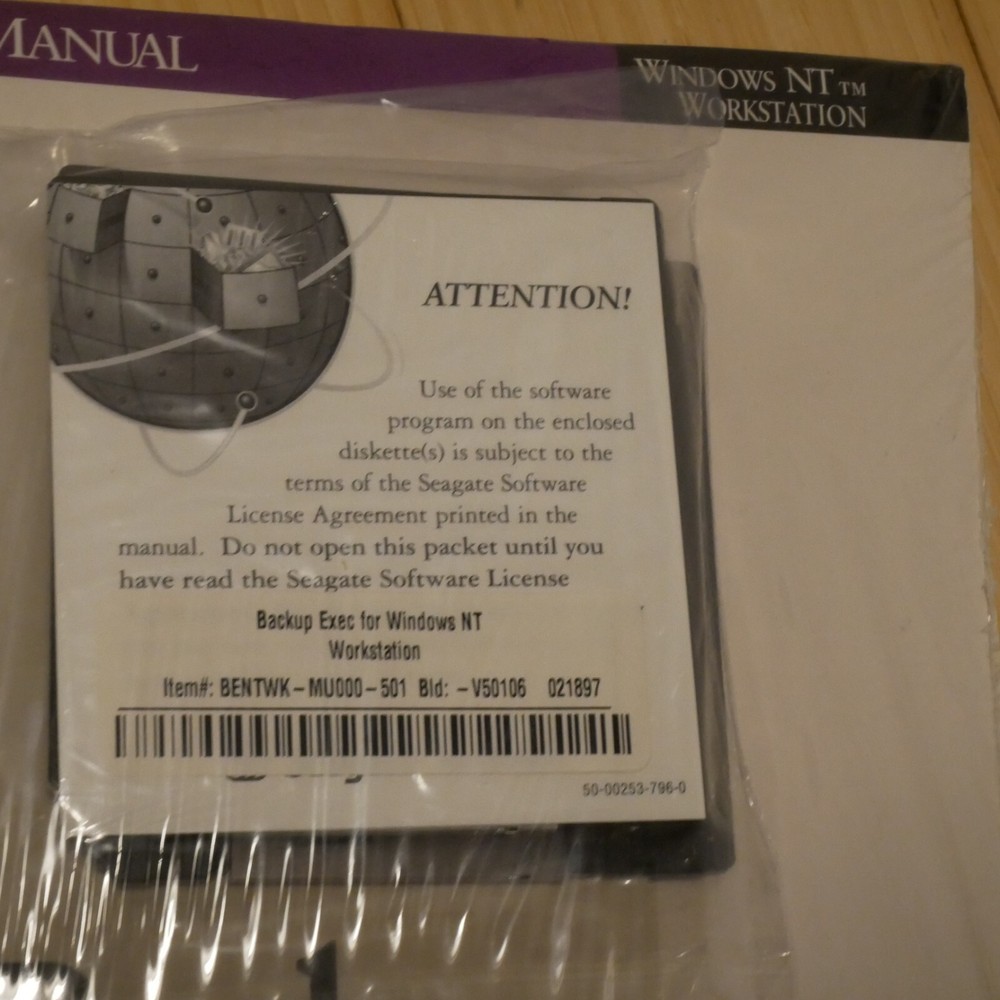 MANUAL
WINDOWS NT™
WORKSTATION
ATTENTION!
Use of the software
program on the enclosed
diskette(s) is subject to the
terms of the Seagate Software
License Agreement printed in the
manual. Do not open this packet until you
have read the Seagate Software License
Backup Exec for Windows NT
Workstation
Item#: BENTWK-MU000-501 Bld: -V50106 021897
50-00253-796-0